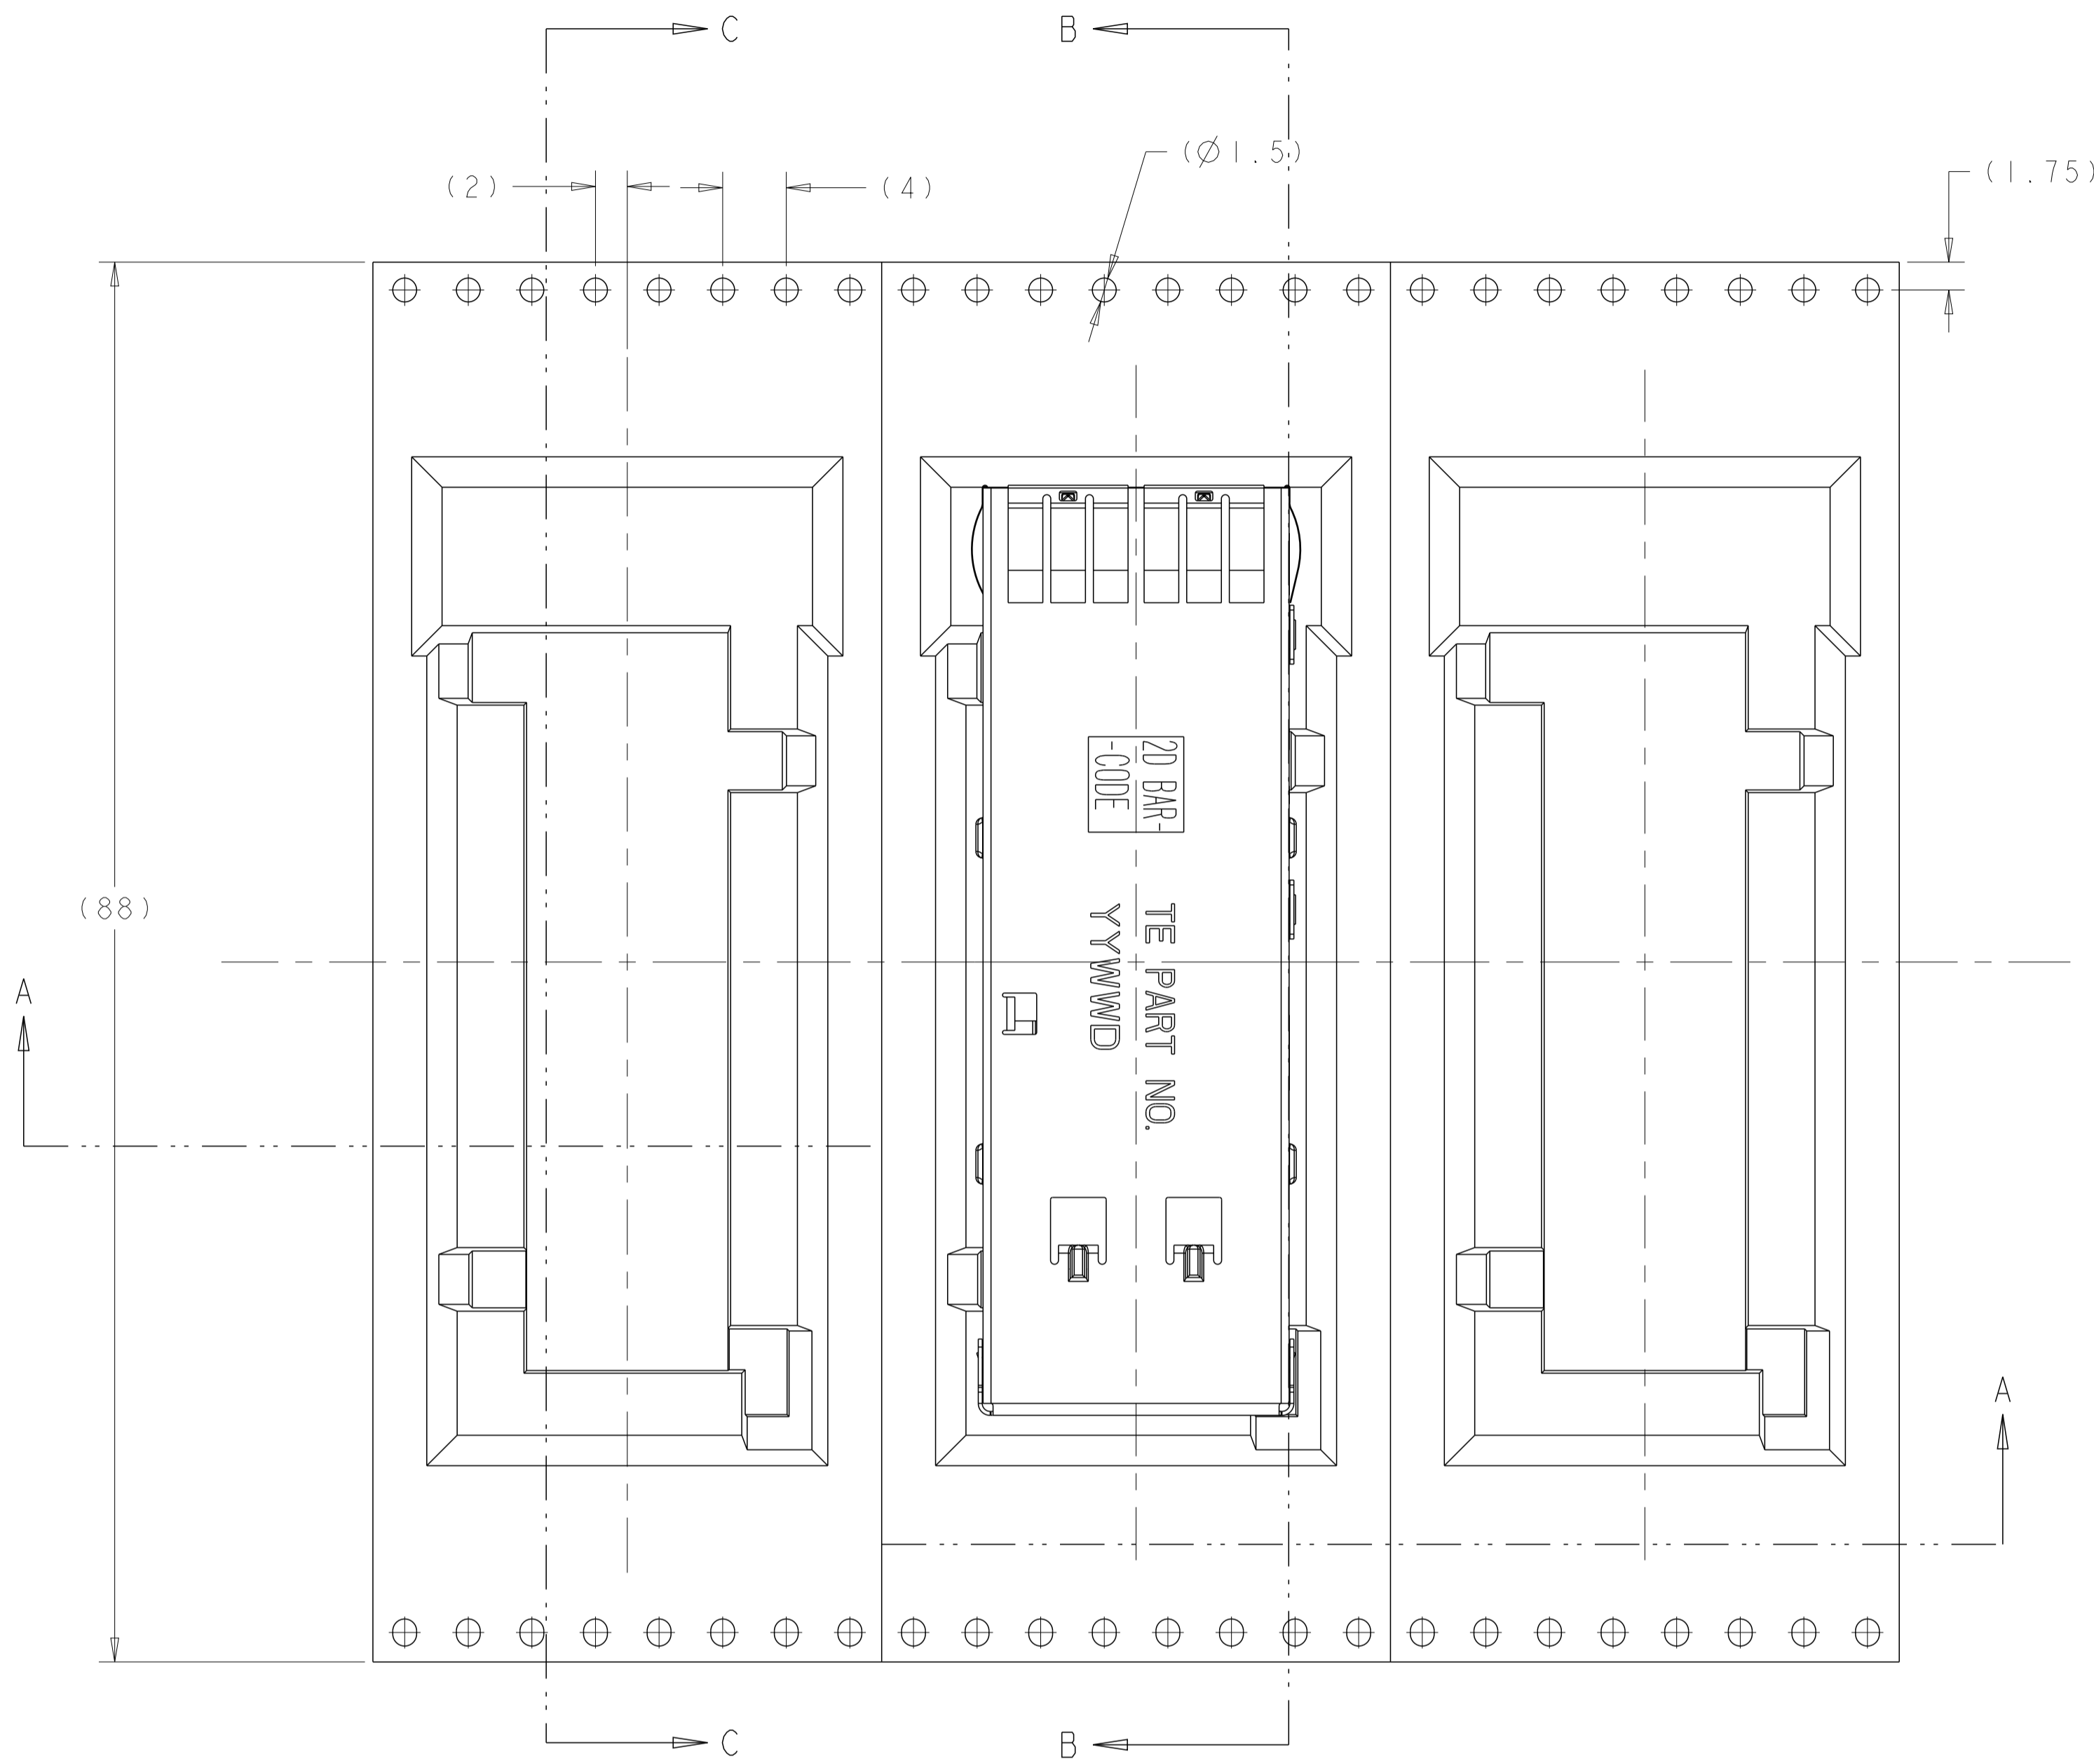 C
B
(2)
(4)
(Ø1.5)
(1.75)
2D BAR-
-CODE
(88)
TE PART NO.
YYWWD
A
A
C
B